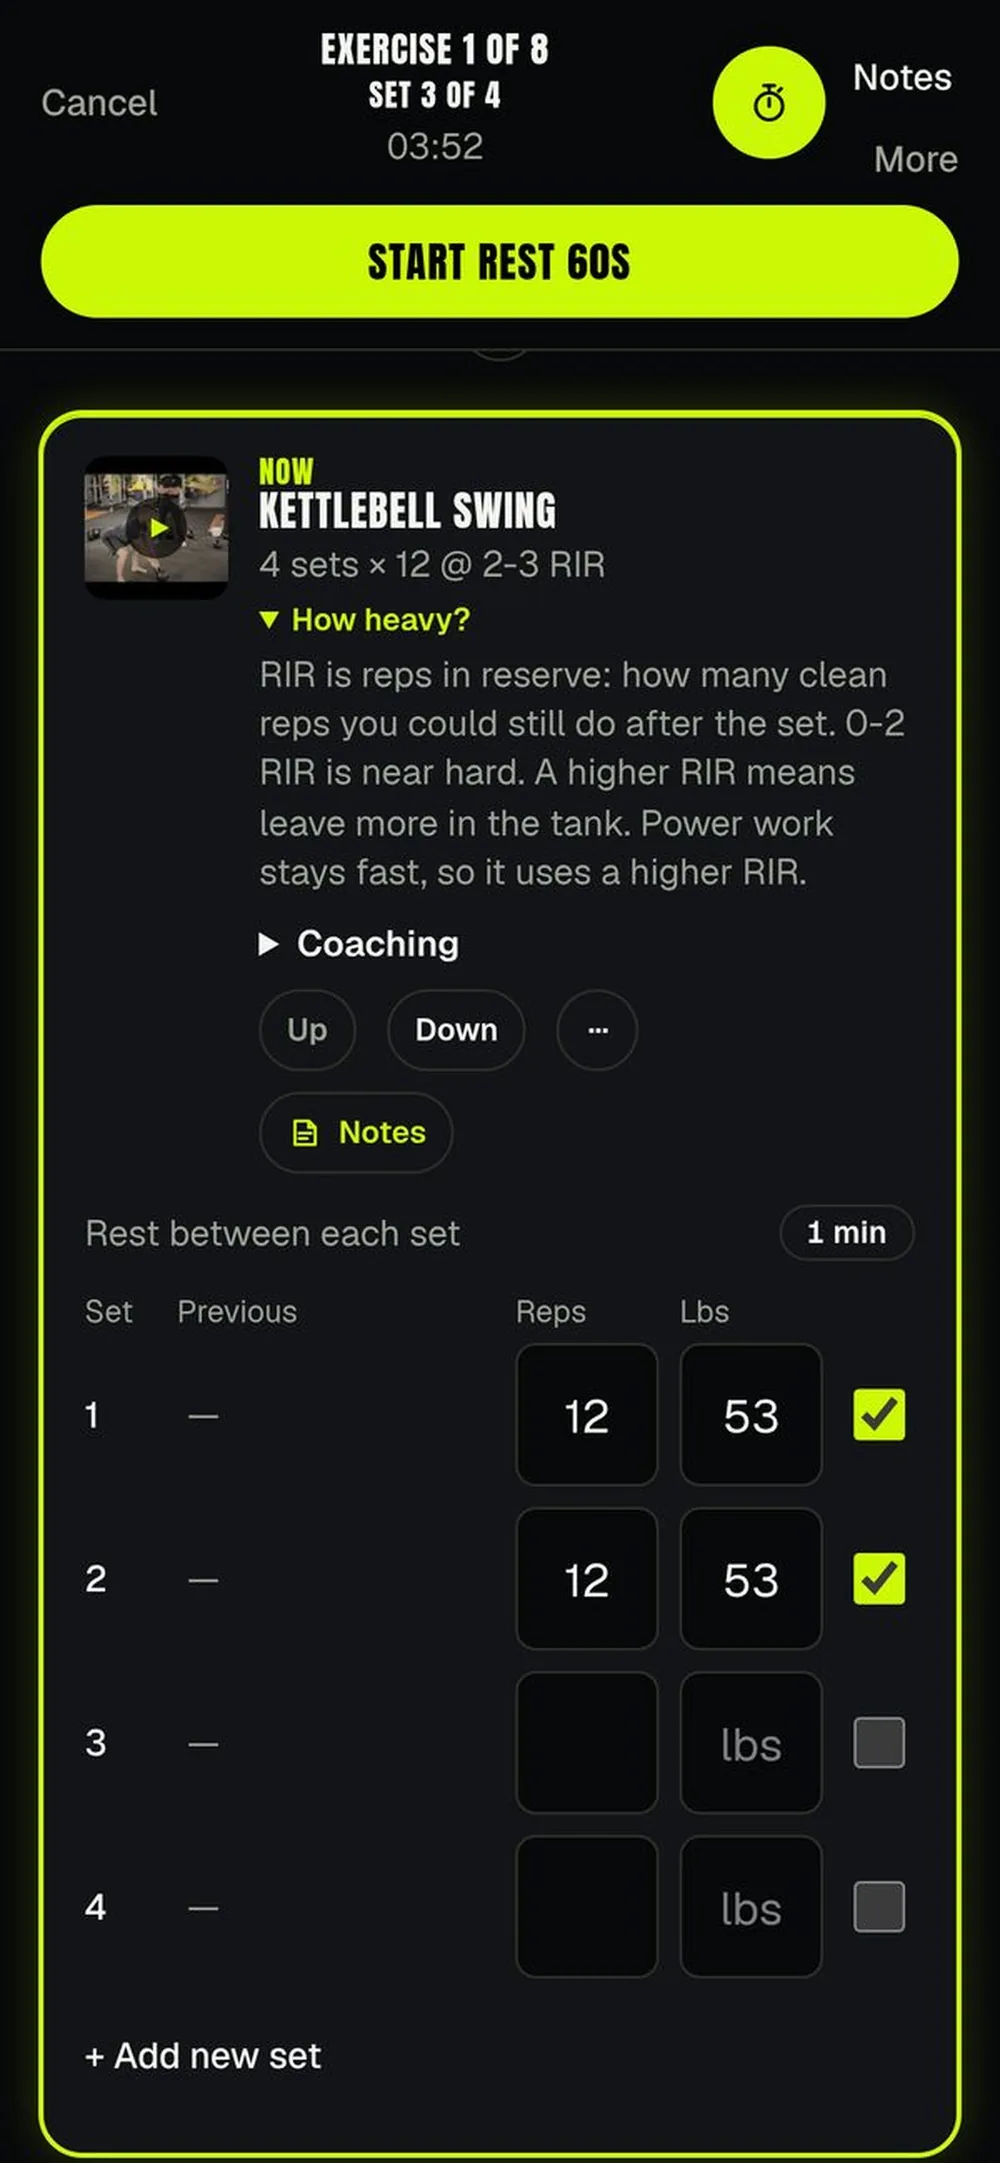 EXERCISE 1 OF 8
SET 3 OF 4
03:52
Cancel
Notes
More
START REST 60S
NOW
KETTLEBELL SWING
4 sets × 12 @ 2-3 RIR
▼ How heavy?
RIR is reps in reserve: how many clean
reps you could still do after the set. 0-2
RIR is near hard. A higher RIR means
leave more in the tank. Power work
stays fast, so it uses a higher RIR.
▶ Coaching
Up Down ...
Notes
Rest between each set 1 min
Set Previous Reps Lbs
1 — 12 53
2 — 12 53
3 — lbs
4 — lbs
+ Add new set